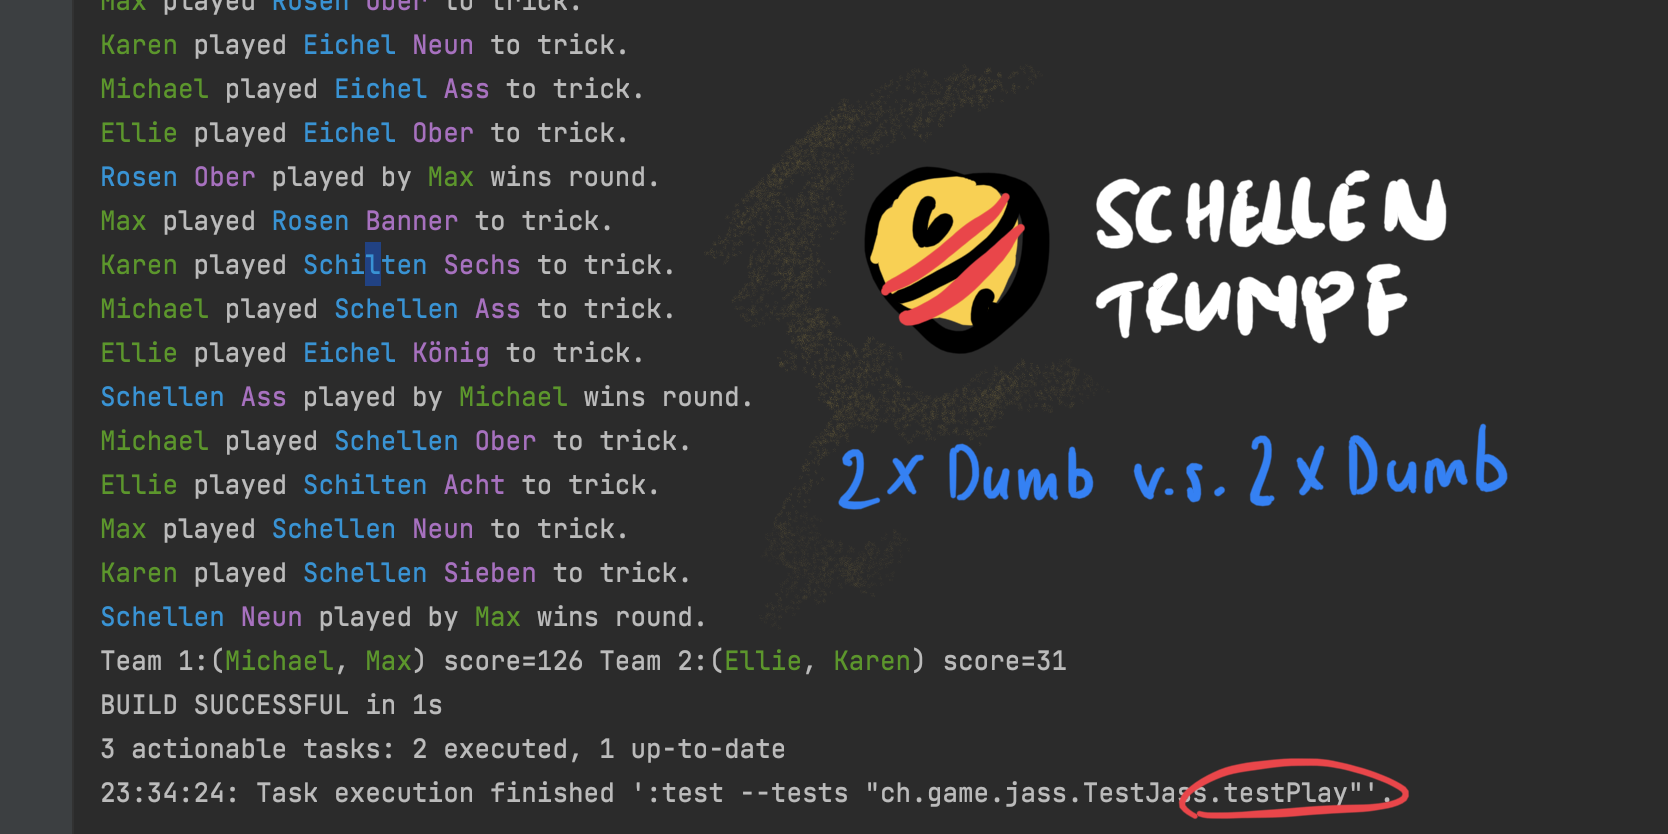 Max played Rosen Ober to trick.
Karen played Eichel Neun to trick.
Michael played Eichel Ass to trick.
Ellie played Eichel Ober to trick.
Rosen Ober played by Max wins round.
Max played Rosen Banner to trick.
Karen played Schilten Sechs to trick.
Michael played Schellen Ass to trick.
Ellie played Eichel König to trick.
Schellen Ass played by Michael wins round.
Michael played Schellen Ober to trick.
Ellie played Schilten Acht to trick.
Max played Schellen Neun to trick.
Karen played Schellen Sieben to trick.
Schellen Neun played by Max wins round.
Team 1:(Michael, Max) score=126 Team 2:(Ellie, Karen) score=31
BUILD SUCCESSFUL in 1s
3 actionable tasks: 2 executed, 1 up-to-date
23:34:24: Task execution finished ':test --tests "ch.game.jass.TestJass.testPlay"'.
SCHELLEN
TRUMPF
2 x Dumb v.s. 2 x Dumb